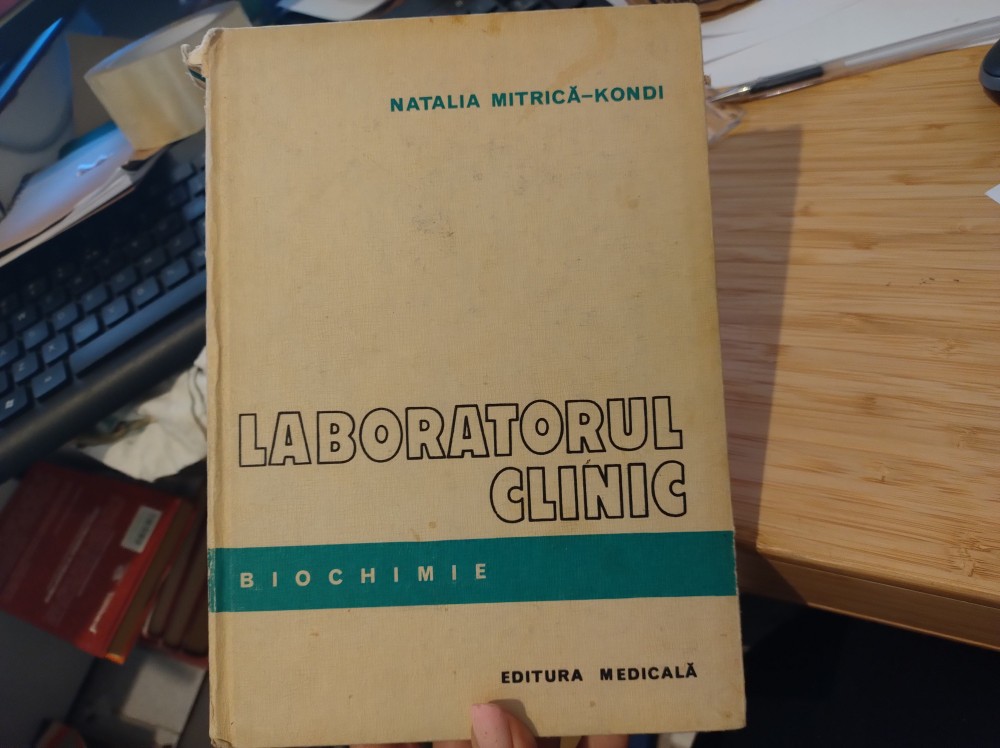 NATALIA MITRICĂ-KONDI
LABORATORUL
CLINIC
BIOCHIMIE
EDITURA MEDICALĂ